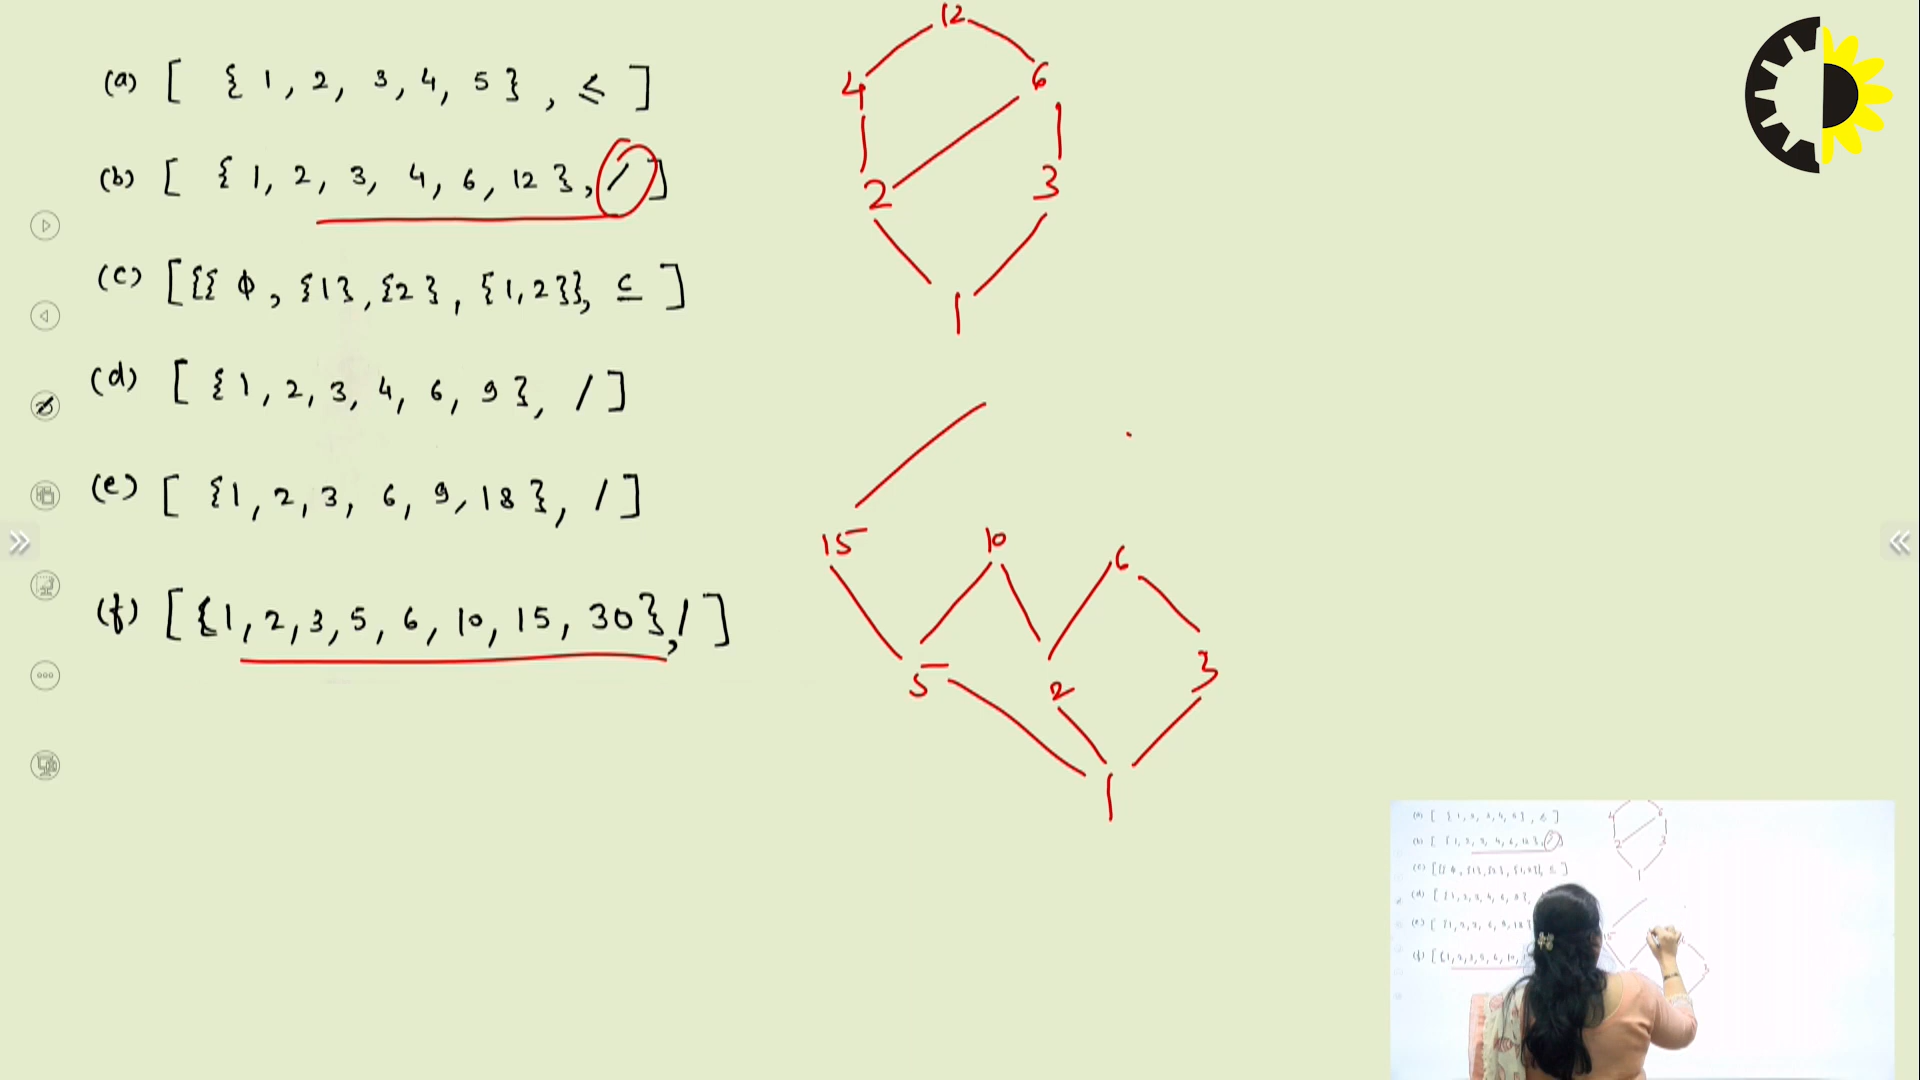 (a) [ { 1, 2, 3, 4, 5 } , ≤ ]
(b) [ { 1, 2, 3, 4, 6, 12 }, / ]
(c) [{{ ϕ, {1}, {2}, {1,2}}, ⊆ ]
(d) [ { 1, 2, 3, 4, 6, 9 }, / ]
(e) [ {1, 2, 3, 6, 9, 18 }, / ]
(f) [ {1, 2, 3, 5, 6, 10, 15, 30 }, / ]
12
4 6
2 3
1
15 10 6
5 2 3
1